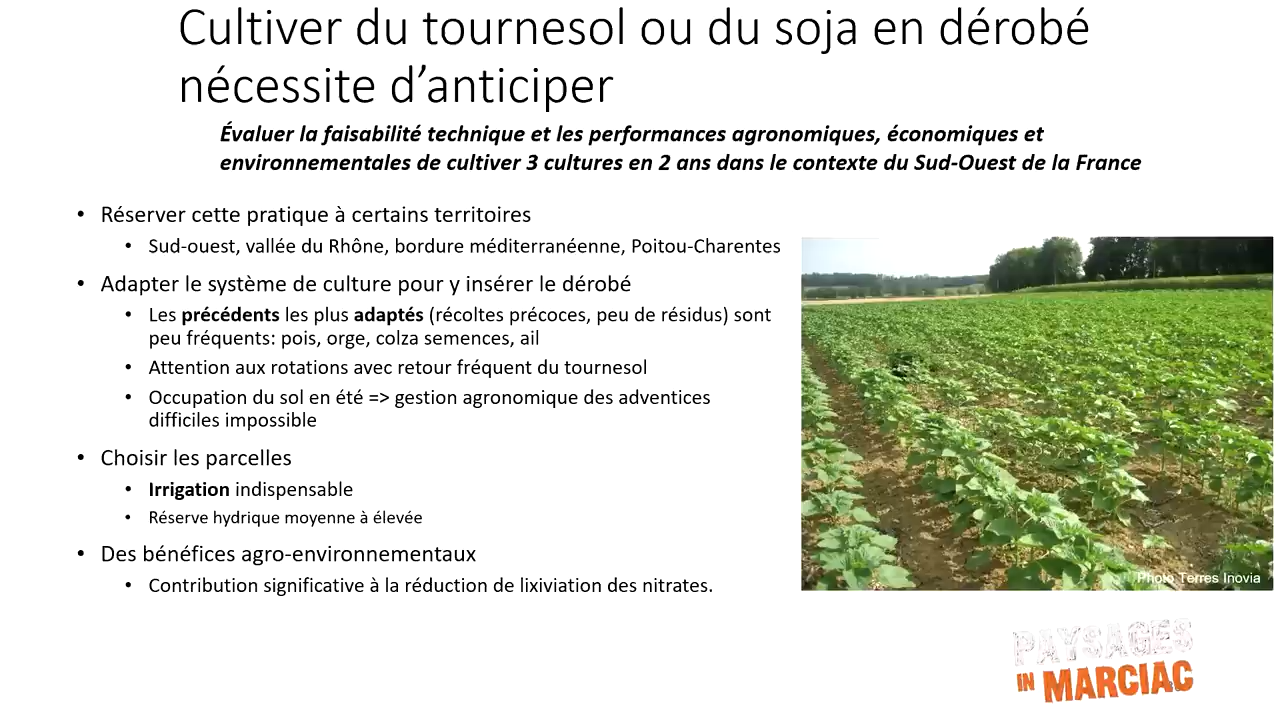 Cultiver du tournesol ou du soja en dérobé
nécessite d’anticiper
Évaluer la faisabilité technique et les performances agronomiques, économiques et
environnementales de cultiver 3 cultures en 2 ans dans le contexte du Sud-Ouest de la France
• Réserver cette pratique à certains territoires
• Sud-ouest, vallée du Rhône, bordure méditerranéenne, Poitou-Charentes
• Adapter le système de culture pour y insérer le dérobé
• Les précédents les plus adaptés (récoltes précoces, peu de résidus) sont
peu fréquents: pois, orge, colza semences, ail
• Attention aux rotations avec retour fréquent du tournesol
• Occupation du sol en été => gestion agronomique des adventices
difficiles impossible
• Choisir les parcelles
• Irrigation indispensable
• Réserve hydrique moyenne à élevée
• Des bénéfices agro-environnementaux
• Contribution significative à la réduction de lixiviation des nitrates.
Photo Terres Inovia
PAYSAGES
IN MARCIAC